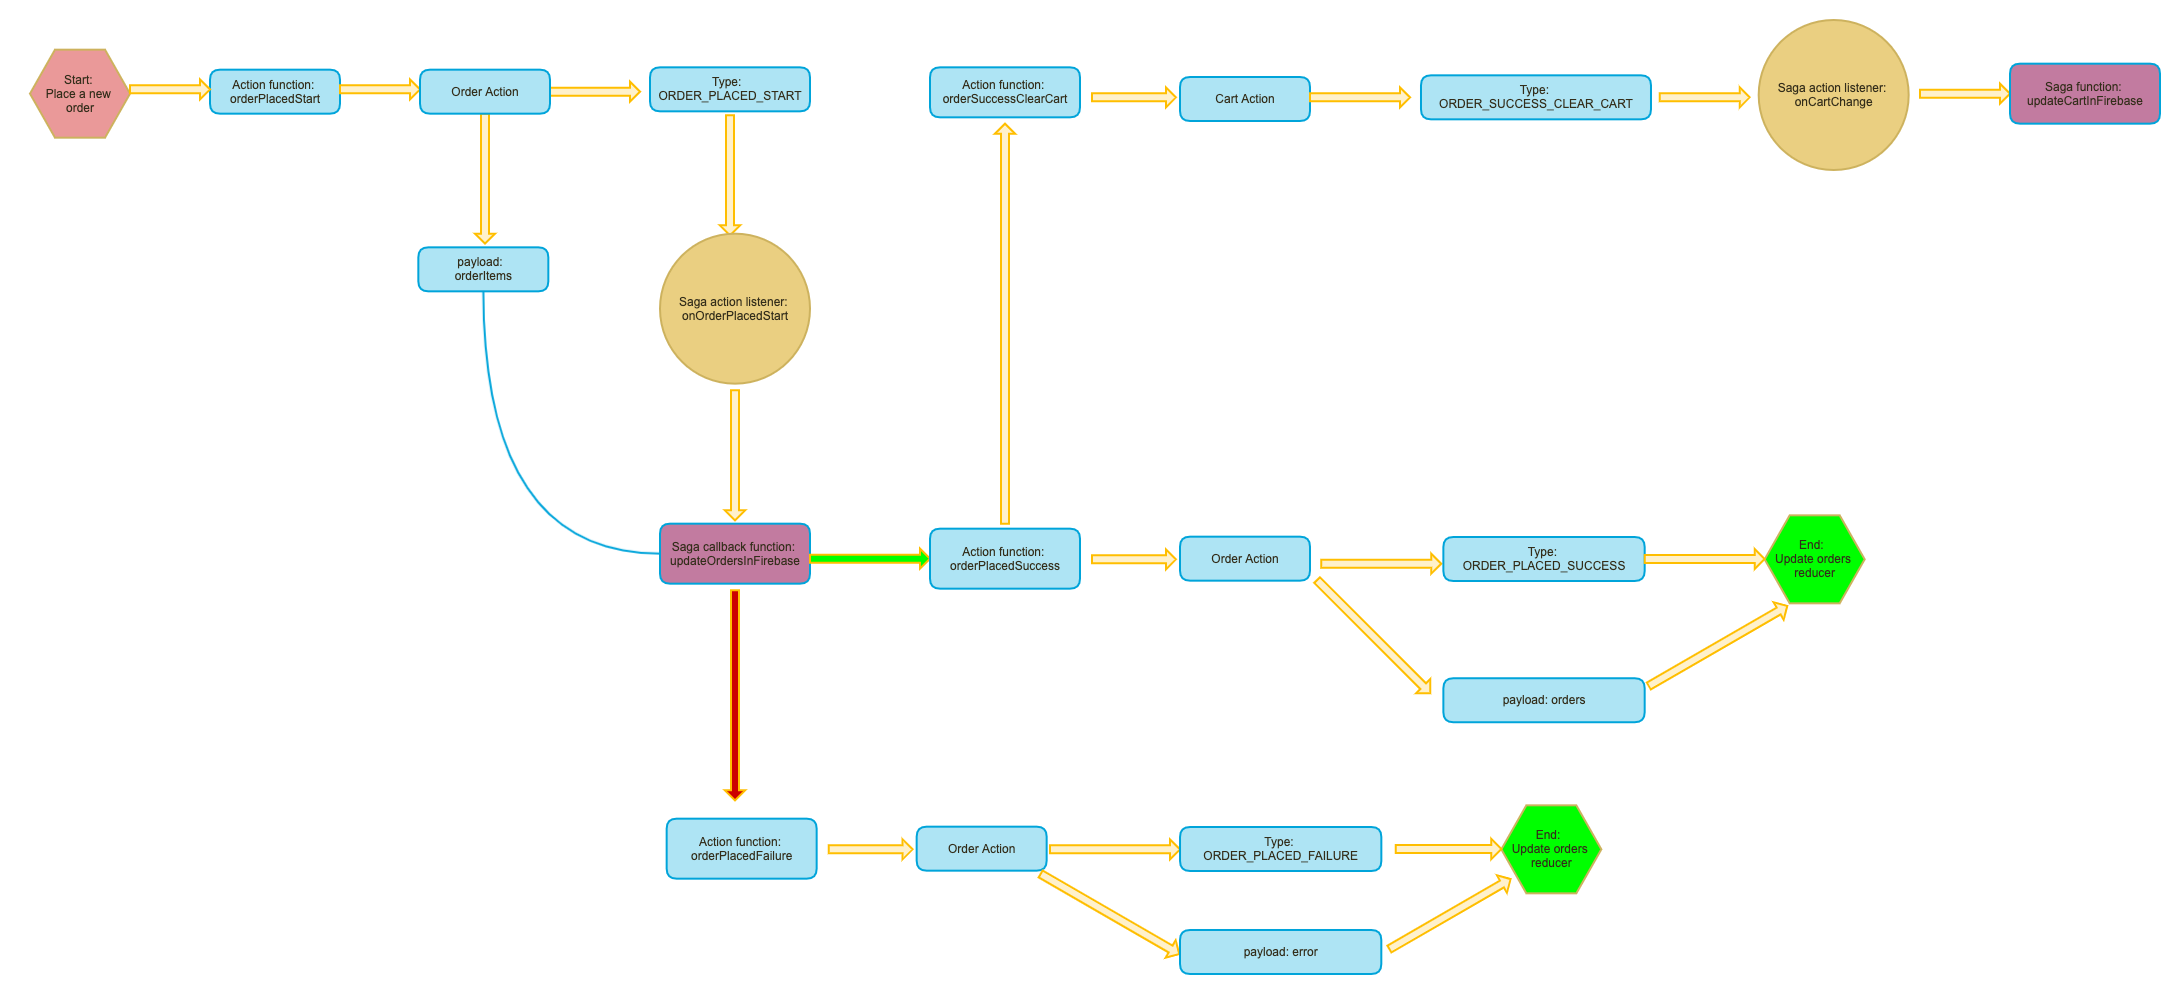 Start:
Place a new
order
Action function:
orderPlacedStart
Order Action
Type:
ORDER_PLACED_START
Action function:
orderSuccessClearCart
Cart Action
Type:
ORDER_SUCCESS_CLEAR_CART
Saga action listener:
onCartChange
Saga function:
updateCartInFirebase
payload:
orderItems
Saga action listener:
onOrderPlacedStart
Saga callback function:
updateOrdersInFirebase
Action function:
orderPlacedSuccess
Order Action
Type:
ORDER_PLACED_SUCCESS
End:
Update orders
reducer
payload: orders
Action function:
orderPlacedFailure
Order Action
Type:
ORDER_PLACED_FAILURE
End:
Update orders
reducer
payload: error